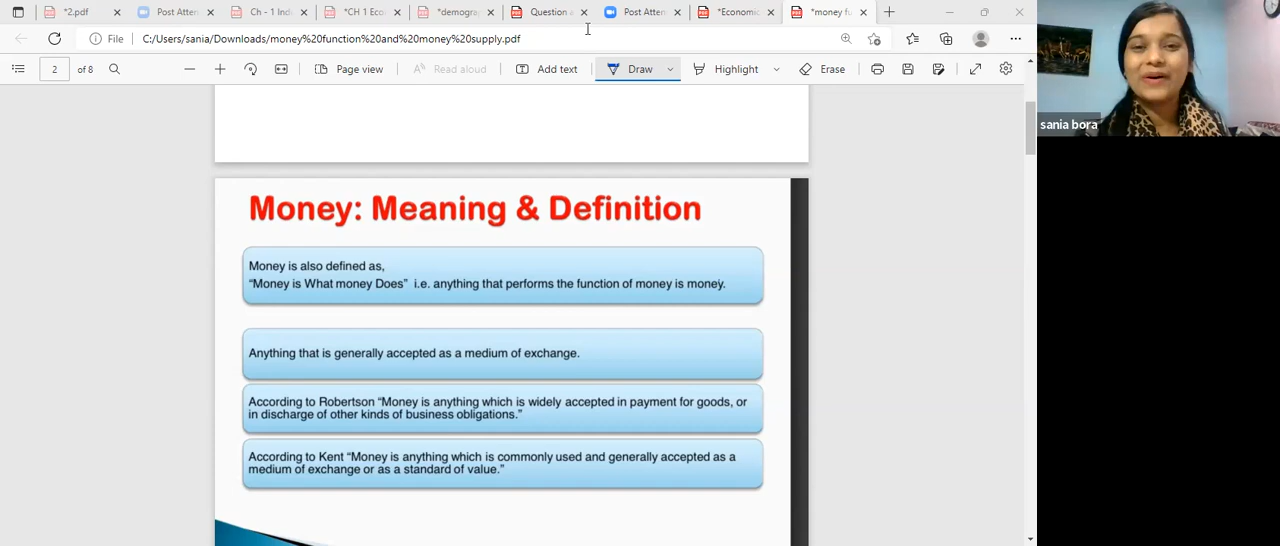 *2.pdf
Post Atten
Ch - 1 Ind
*CH 1 Eco
*demogra
Question a
Post Atten
*Economic
*money fu
File
C:/Users/sania/Downloads/money%20function%20and%20money%20supply.pdf
2 of 8
Page view
Read aloud
Add text
Draw
Highlight
Erase
sania bora
Money: Meaning & Definition
Money is also defined as,
“Money is What money Does” i.e. anything that performs the function of money is money.
Anything that is generally accepted as a medium of exchange.
According to Robertson “Money is anything which is widely accepted in payment for goods, or
in discharge of other kinds of business obligations.”
According to Kent “Money is anything which is commonly used and generally accepted as a
medium of exchange or as a standard of value.”